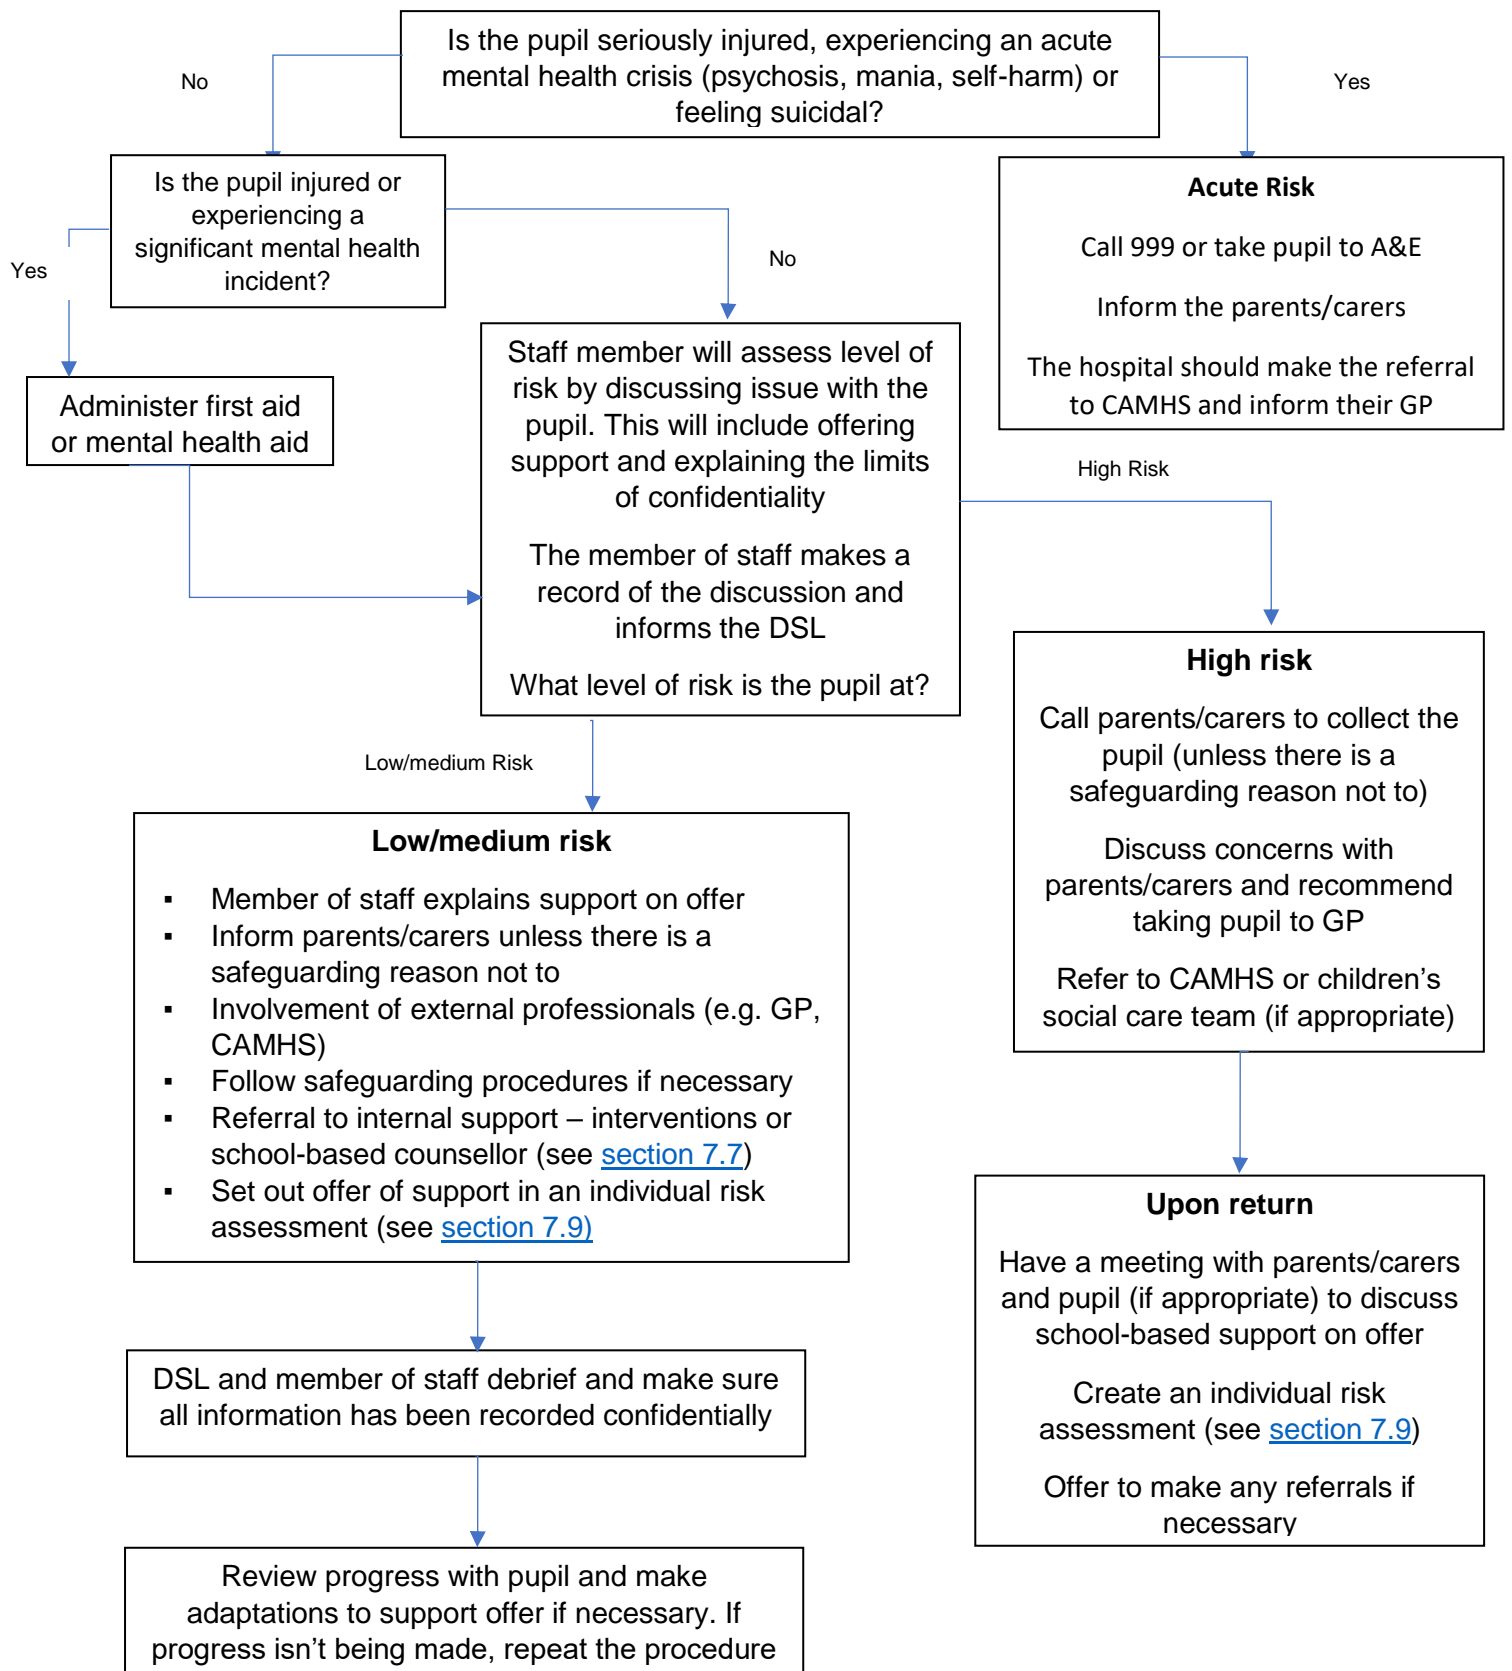 Is the pupil seriously injured, experiencing an acute
mental health crisis (psychosis, mania, self-harm) or
feeling suicidal?
No
Yes
Is the pupil injured or
experiencing a
significant mental health
incident?
Acute Risk
Call 999 or take pupil to A&E
Inform the parents/carers
The hospital should make the referral
to CAMHS and inform their GP
Yes
No
Administer first aid
or mental health aid
Staff member will assess level of
risk by discussing issue with the
pupil. This will include offering
support and explaining the limits
of confidentiality
The member of staff makes a
record of the discussion and
informs the DSL
What level of risk is the pupil at?
High Risk
High risk
Call parents/carers to collect the
pupil (unless there is a
safeguarding reason not to)
Discuss concerns with
parents/carers and recommend
taking pupil to GP
Refer to CAMHS or children’s
social care team (if appropriate)
Low/medium Risk
Low/medium risk
▪ Member of staff explains support on offer
▪ Inform parents/carers unless there is a
safeguarding reason not to
▪ Involvement of external professionals (e.g. GP,
CAMHS)
▪ Follow safeguarding procedures if necessary
▪ Referral to internal support – interventions or
school-based counsellor (see section 7.7)
▪ Set out offer of support in an individual risk
assessment (see section 7.9)
Upon return
Have a meeting with parents/carers
and pupil (if appropriate) to discuss
school-based support on offer
Create an individual risk
assessment (see section 7.9)
Offer to make any referrals if
necessary
DSL and member of staff debrief and make sure
all information has been recorded confidentially
Review progress with pupil and make
adaptations to support offer if necessary. If
progress isn’t being made, repeat the procedure